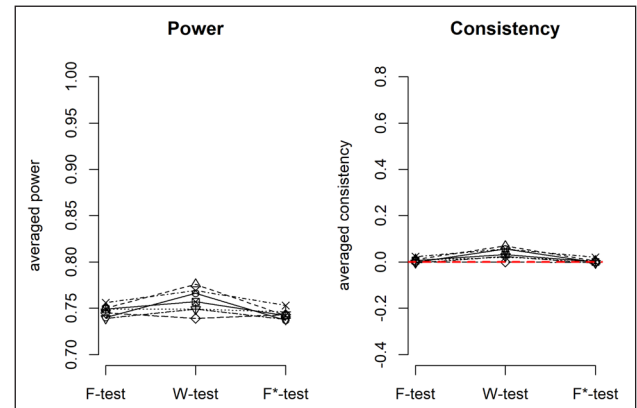 Power
averaged power
1.00
0.95
0.90
0.85
0.80
0.75
0.70
F-test W-test F*-test
Consistency
averaged consistency
0.8
0.6
0.4
0.2
0.0
-0.2
-0.4
F-test W-test F*-test